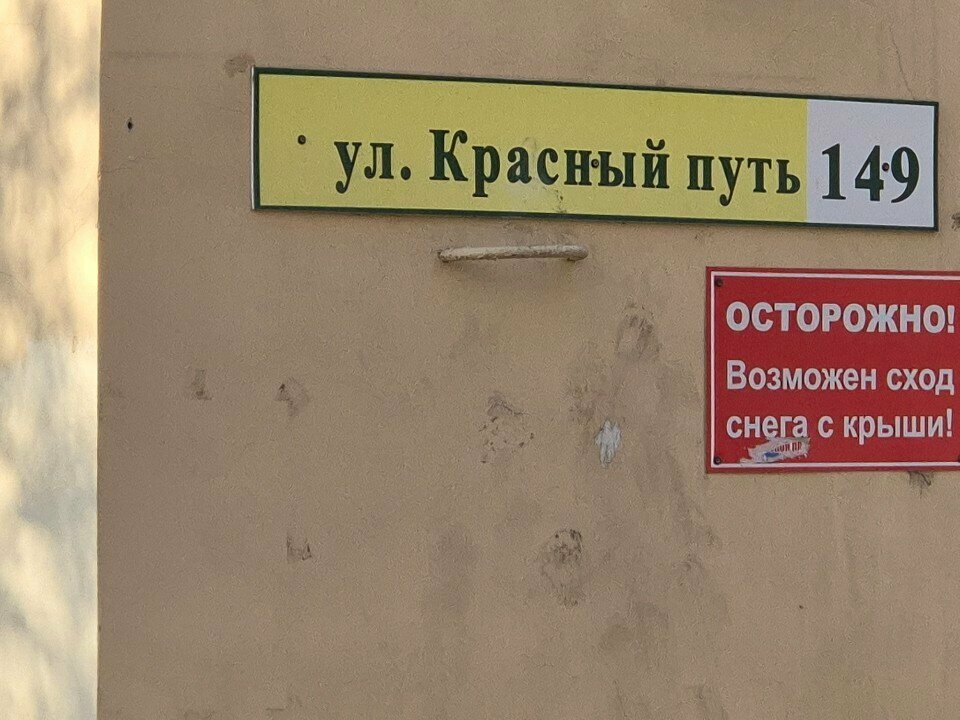 ул. Красный путь 149
ОСТОРОЖНО!
Возможен сход
снега с крыши!